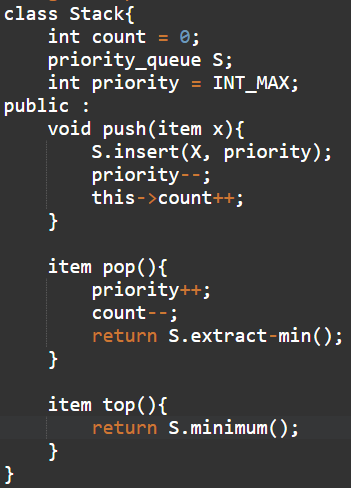 class Stack{
    int count = 0;
    priority_queue S;
    int priority = INT_MAX;
public :
    void push(item x){
        S.insert(X, priority);
        priority--;
        this->count++;
    }

    item pop(){
        priority++;
        count--;
        return S.extract-min();
    }

    item top(){
        return S.minimum();
    }
}